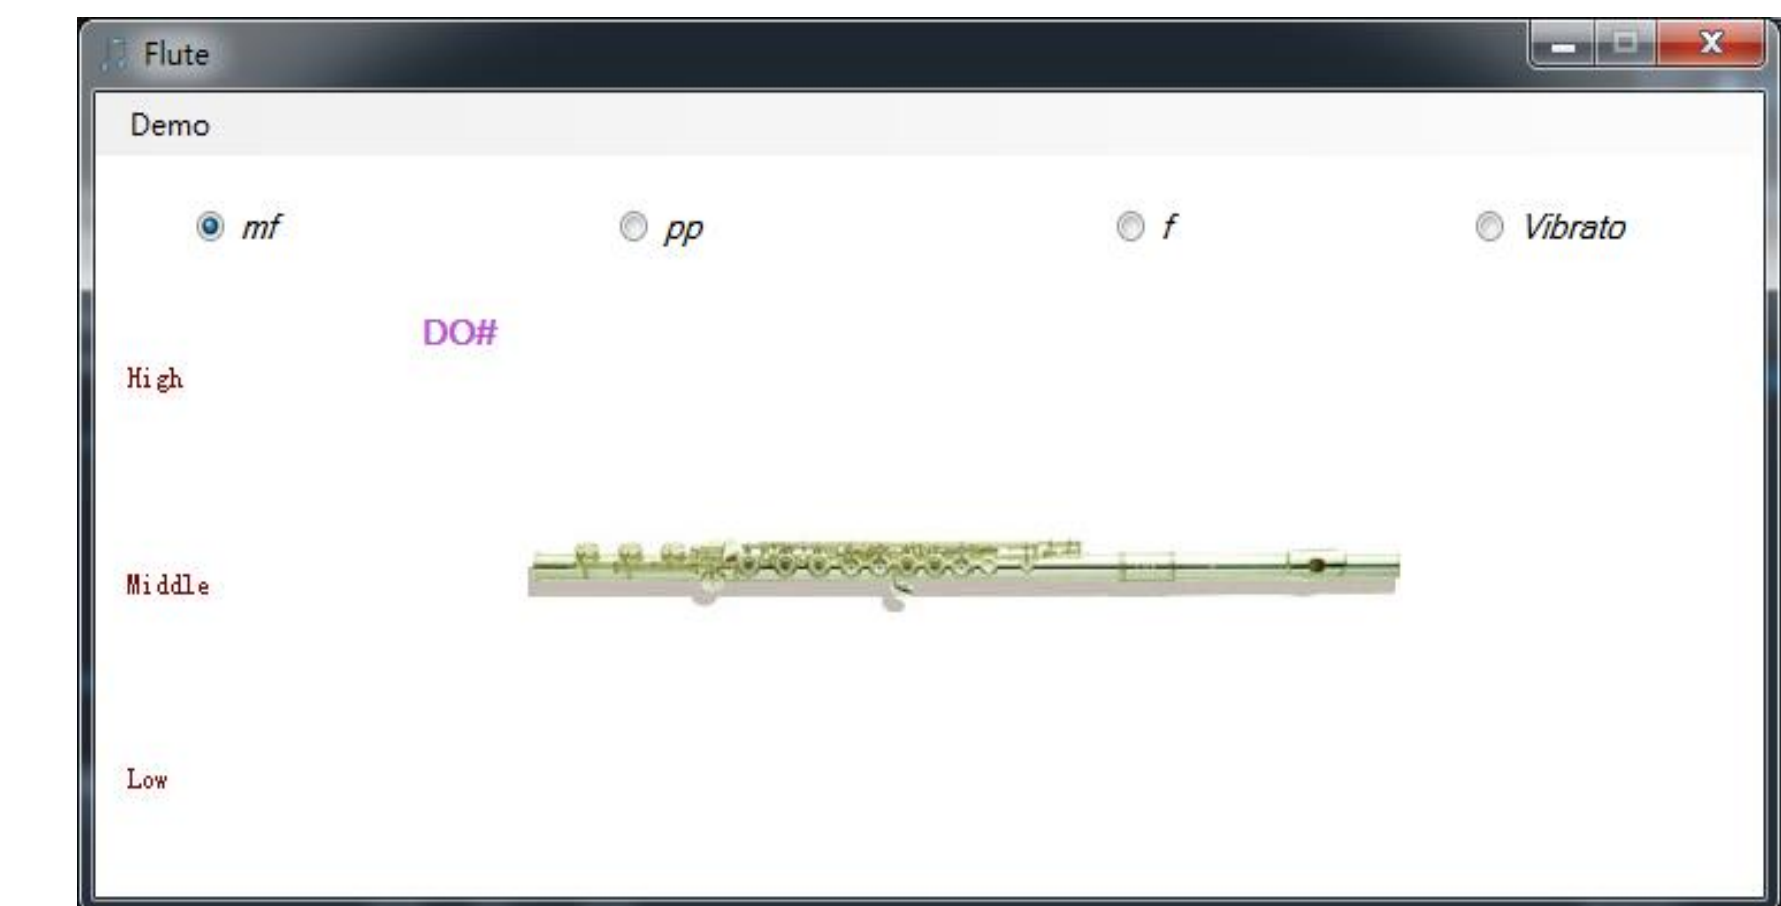 Flute
Demo
mf pp f Vibrato
DO#
High
Middle
Low